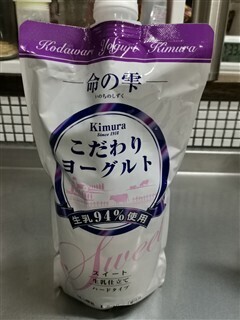 Kodawari Yogurt Kimura
命の雫
いのちのしずく
Kimura
Since 1918
こだわり
ヨーグルト
生乳94%使用
Sweet
スイート
生乳仕立て
ハードタイプ